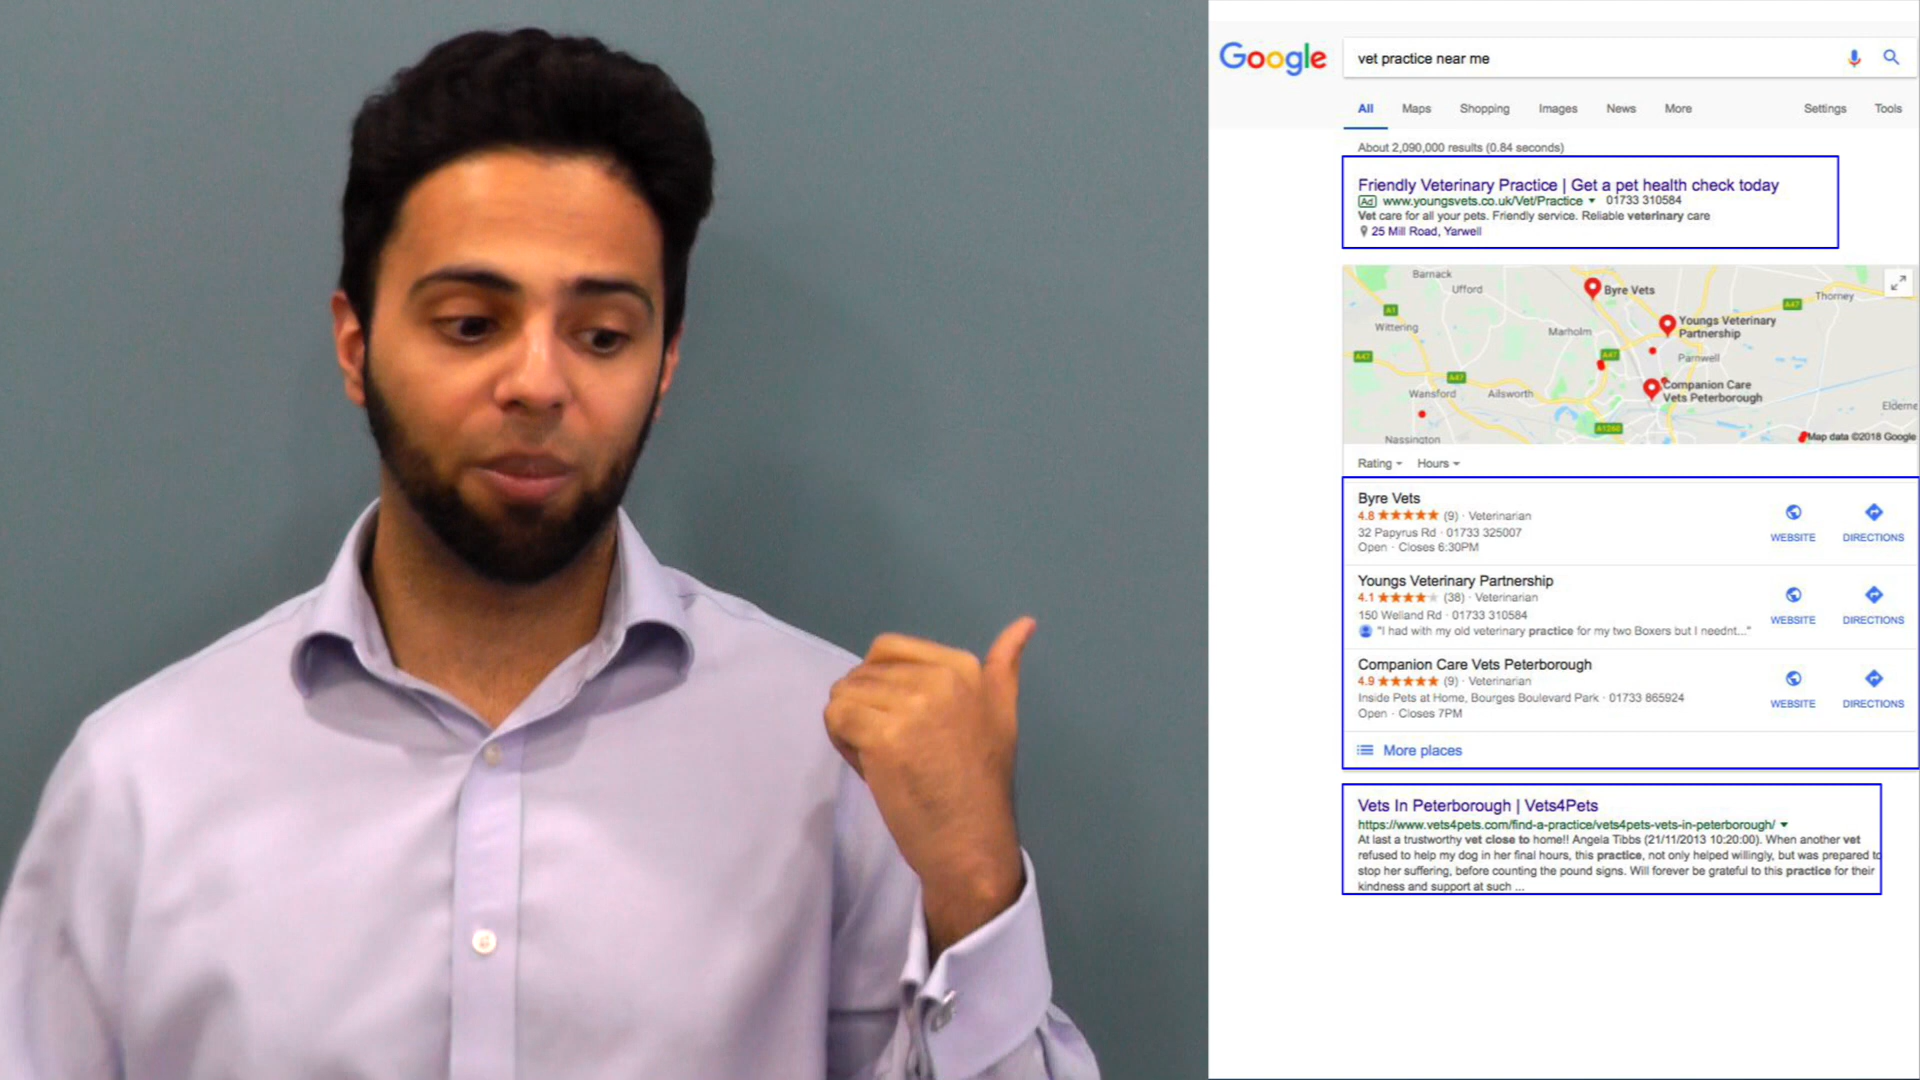 Google
vet practice near me
All Maps Shopping Images News More Settings Tools
About 2,090,000 results (0.84 seconds)
Friendly Veterinary Practice | Get a pet health check today
Ad www.youngsvets.co.uk/Vet/Practice 01733 310584
Vet care for all your pets. Friendly service. Reliable veterinary care
25 Mill Road, Yarwell
Barnack
Ufford
Byre Vets
A47
Thorney
A1
Wittering
Marholm
Youngs Veterinary
Partnership
A47
A47
Parnwell
A47
Wansford
Ailsworth
Companion Care
Vets Peterborough
Elderne
A1260
Nassington
Map data ©2018 Google
Rating Hours
Byre Vets
4.8 (9) · Veterinarian
32 Papyrus Rd · 01733 325007
Open · Closes 6:30PM
WEBSITE DIRECTIONS
Youngs Veterinary Partnership
4.1 (38) · Veterinarian
150 Welland Rd · 01733 310584
"I had with my old veterinary practice for my two Boxers but I neednt..."
WEBSITE DIRECTIONS
Companion Care Vets Peterborough
4.9 (9) · Veterinarian
Inside Pets at Home, Bourges Boulevard Park · 01733 865924
Open · Closes 7PM
WEBSITE DIRECTIONS
More places
Vets In Peterborough | Vets4Pets
https://www.vets4pets.com/find-a-practice/vets4pets-vets-in-peterborough/
At last a trustworthy vet close to home!! Angela Tibbs (21/11/2013 10:20:00). When another vet
refused to help my dog in her final hours, this practice, not only helped willingly, but was prepared to
stop her suffering, before counting the pound signs. Will forever be grateful to this practice for their
kindness and support at such ...